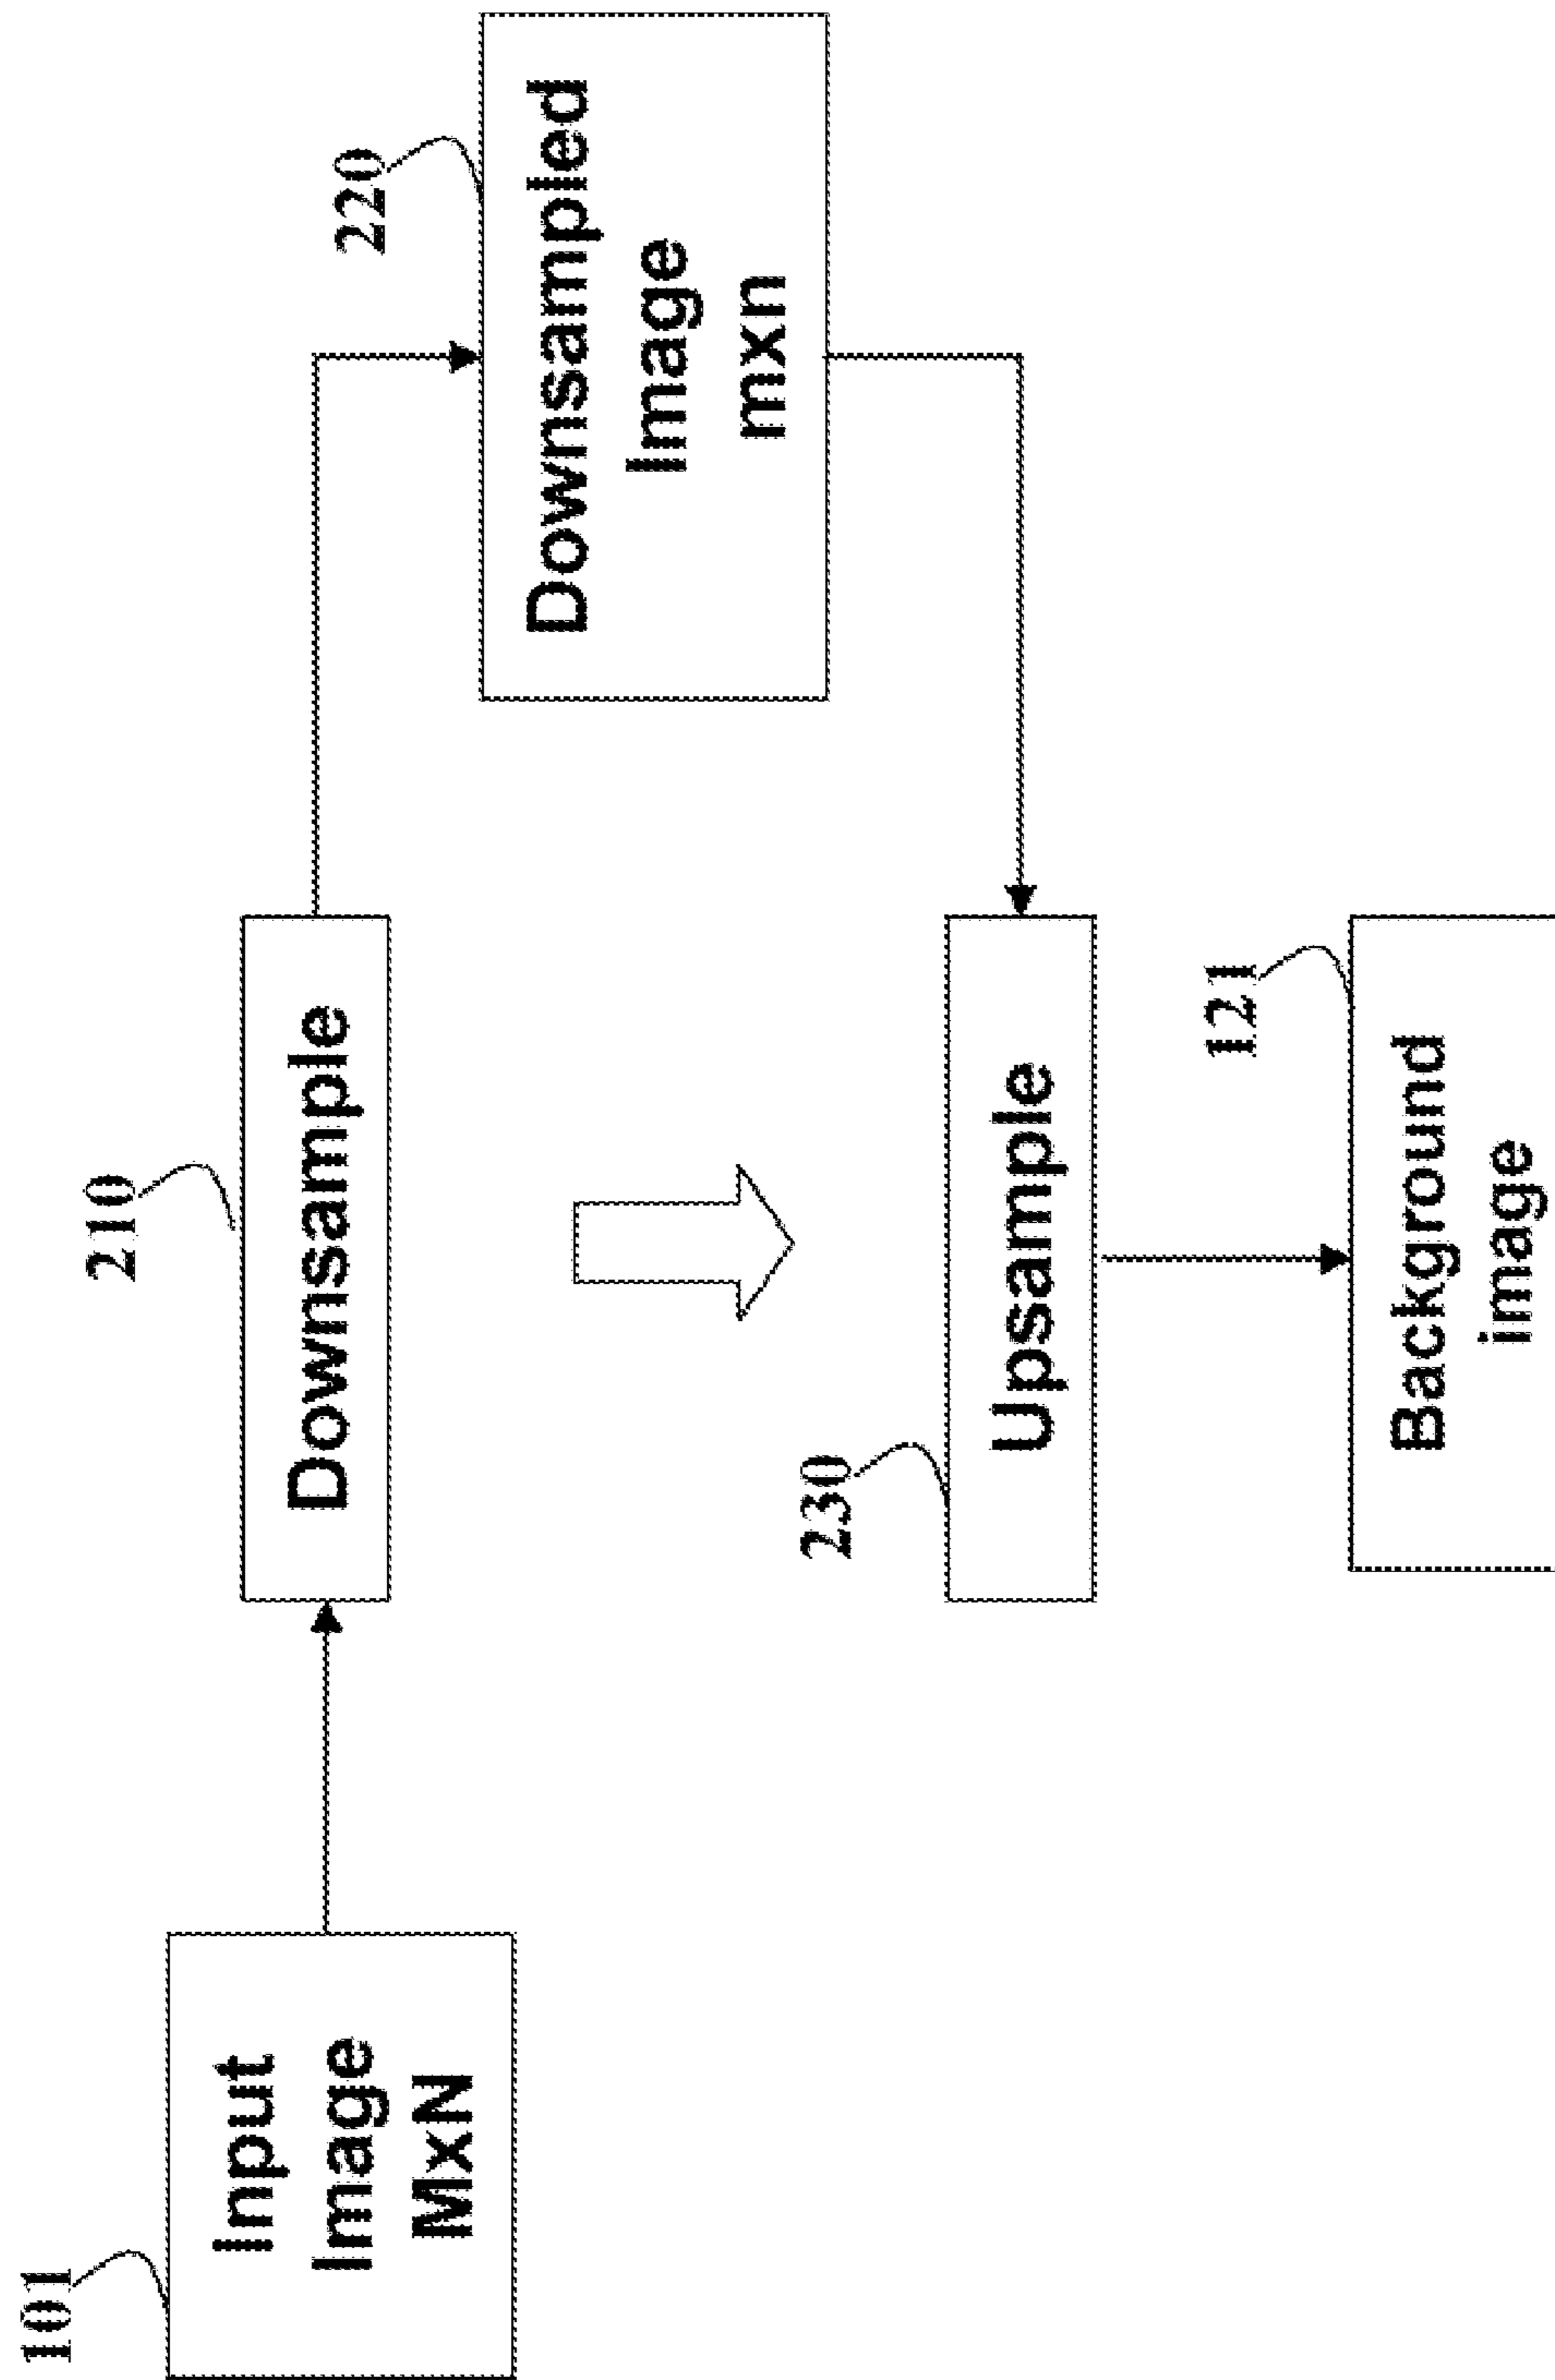 101
Input
Image
MxN
210
Downsample
220
Downsampled
Image
mxn
230
Upsample
121
Background
image